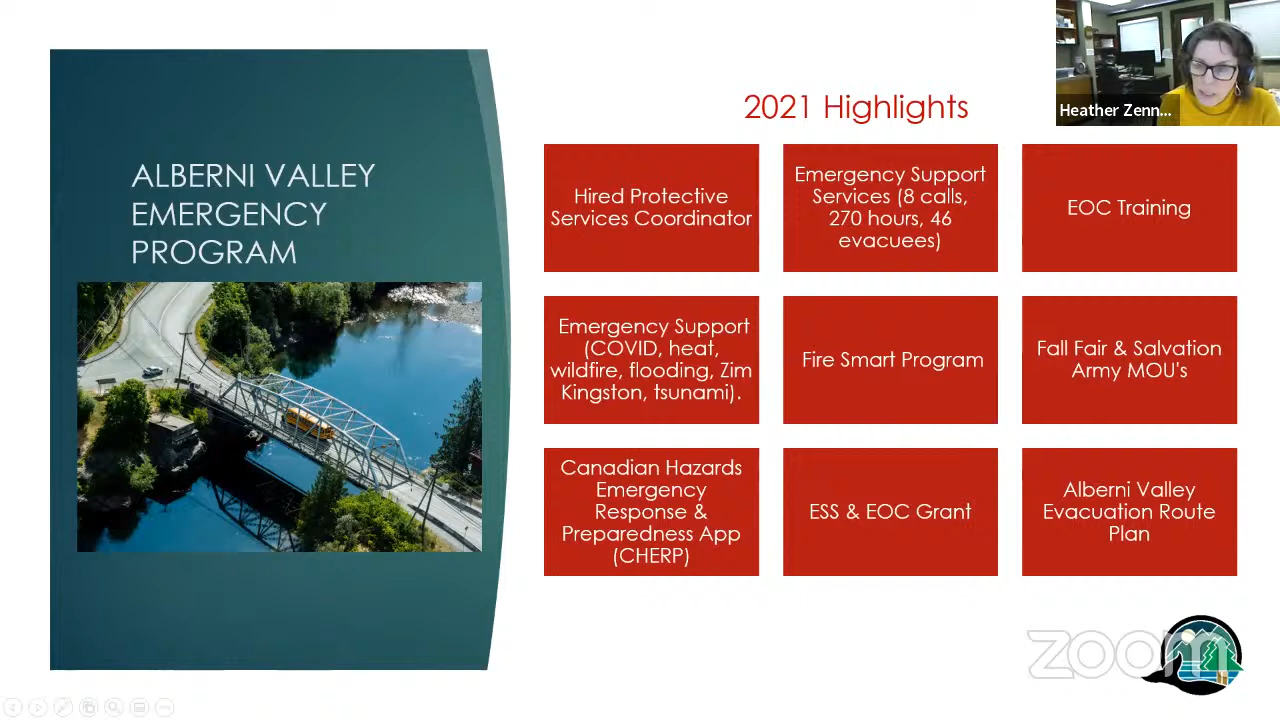 ALBERNI VALLEY
EMERGENCY
PROGRAM
2021 Highlights
Heather Zenn...
Hired Protective
Services Coordinator
Emergency Support
Services (8 calls,
270 hours, 46
evacuees)
EOC Training
Emergency Support
(COVID, heat,
wildfire, flooding, Zim
Kingston, tsunami).
Fire Smart Program
Fall Fair & Salvation
Army MOU's
Canadian Hazards
Emergency
Response &
Preparedness App
(CHERP)
ESS & EOC Grant
Alberni Valley
Evacuation Route
Plan
zoom